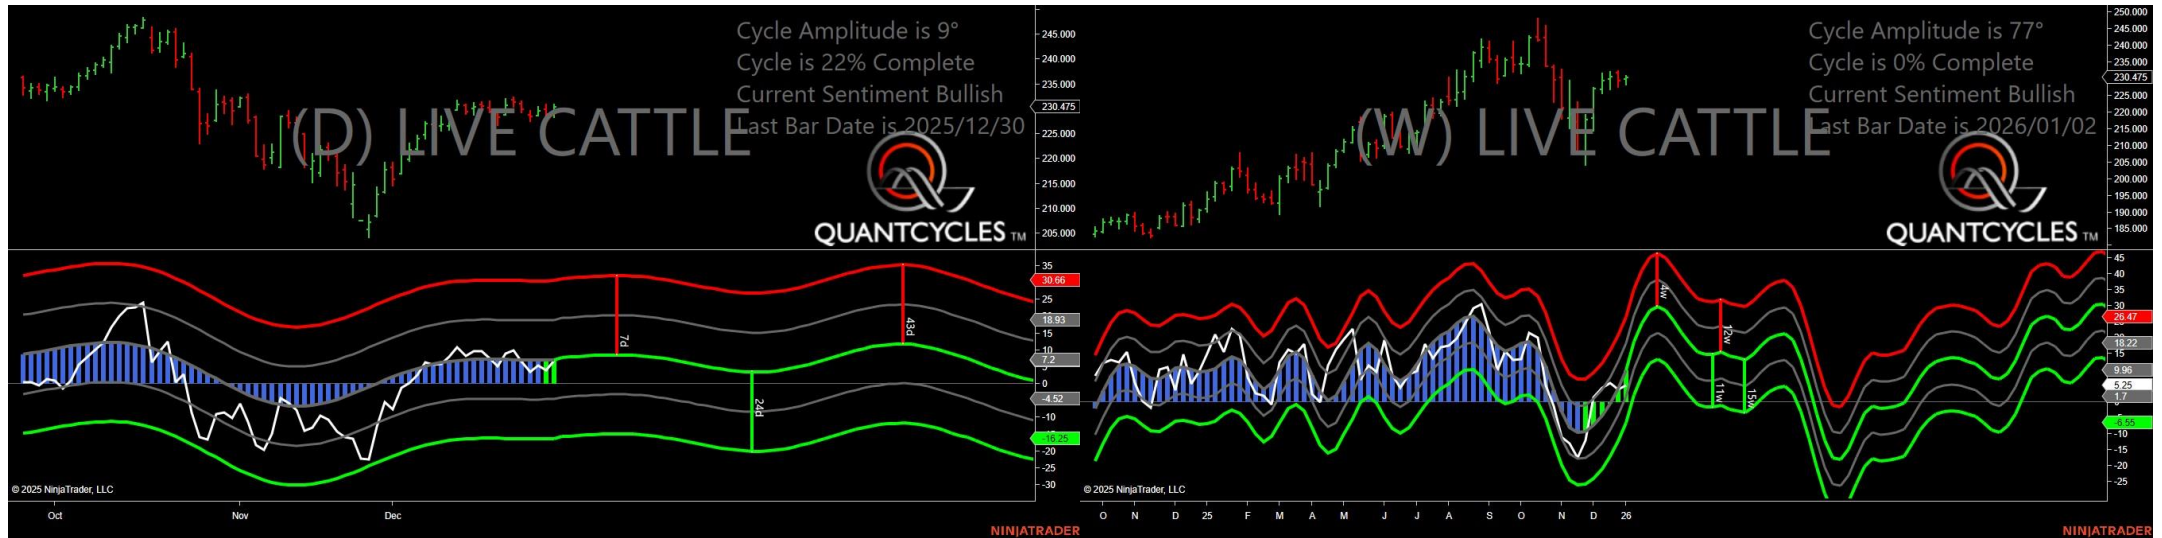 Cycle Amplitude is 9°
Cycle is 22% Complete
Current Sentiment Bullish
Last Bar Date is 2025/12/30
(D) LIVE CATTLE
QUANTCYCLES TM
245.000
240.000
235.000
230.475
225.000
220.000
215.000
210.000
205.000
35
30.66
25
18.93
15
10
7.2
5
0
-4.52
-10
-16.25
-20
-25
-30
7d
24d
43d
© 2025 NinjaTrader, LLC
Oct Nov Dec
NINJATRADER
Cycle Amplitude is 77°
Cycle is 0% Complete
Current Sentiment Bullish
Last Bar Date is 2026/01/02
(W) LIVE CATTLE
QUANTCYCLES TM
250.000
245.000
240.000
235.000
230.475
225.000
220.000
215.000
210.000
205.000
200.000
195.000
190.000
185.000
45
40
35
30
26.47
18.22
15
9.96
5.25
1.7
-6.55
-10
-15
-20
-25
4w
11w
12w
15w
© 2025 NinjaTrader, LLC
O N D 25 F M A M J J A S O N D 26
NINJATRADER